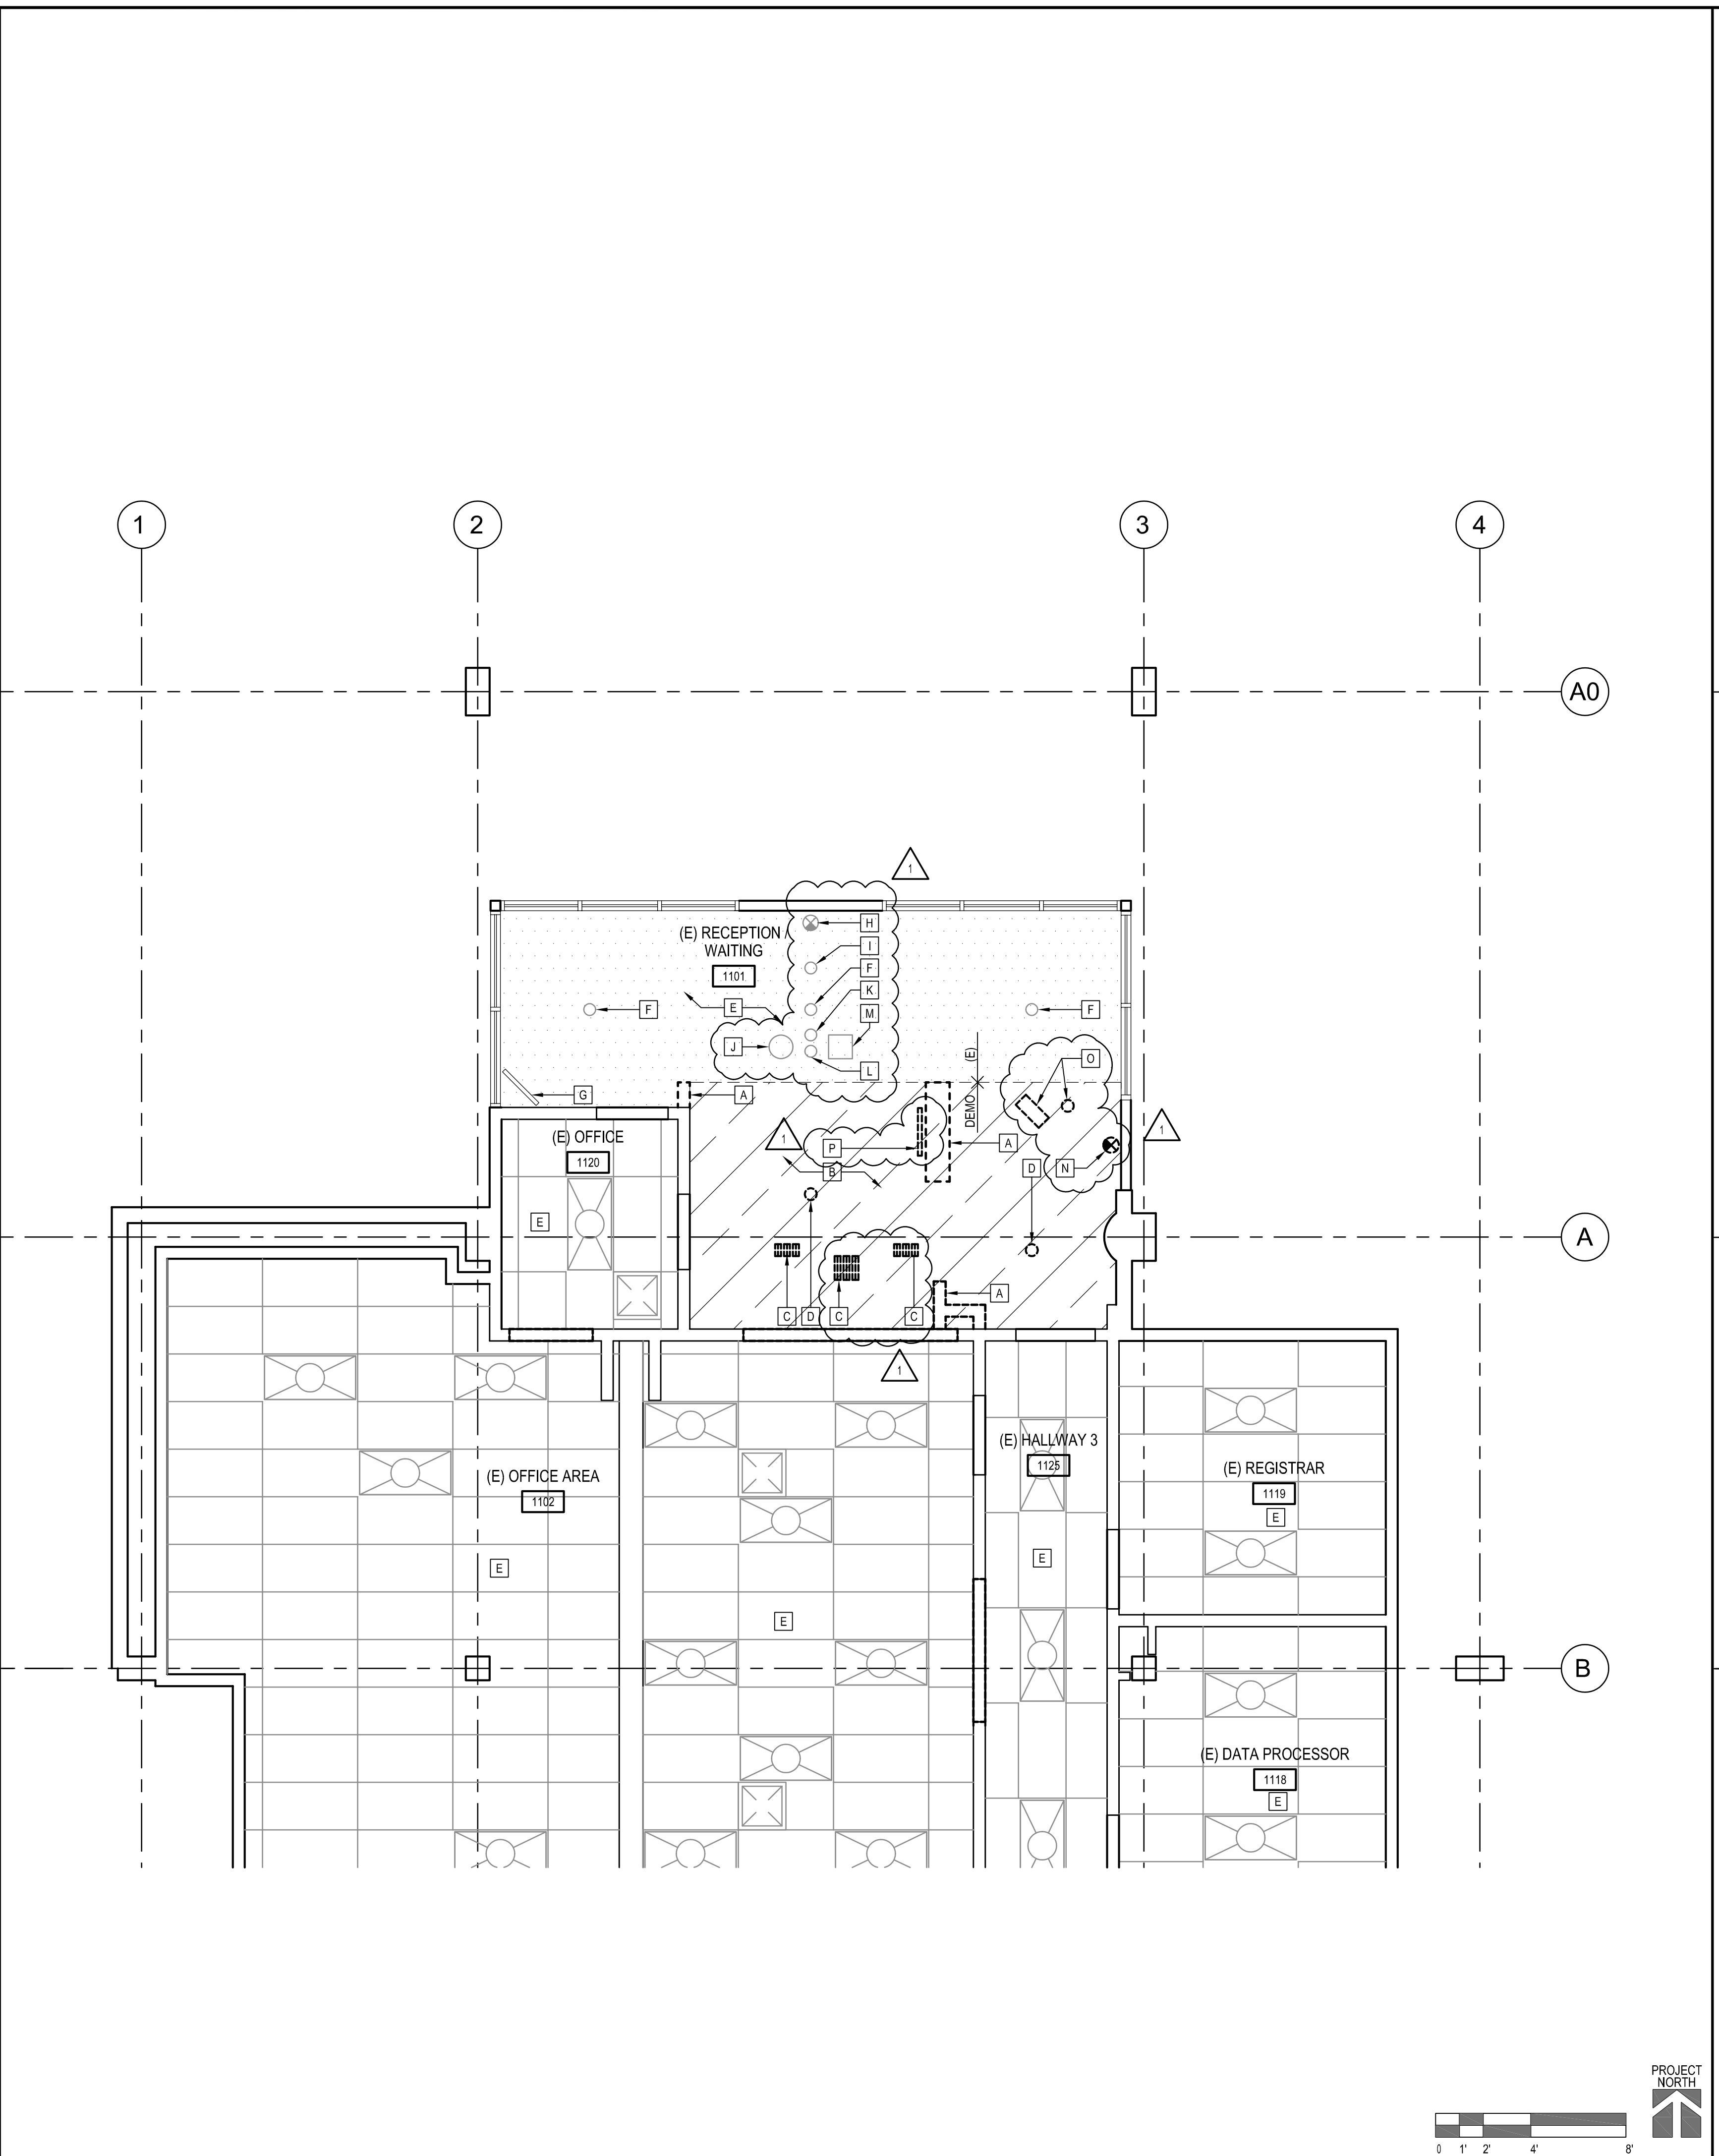 1
2
3
4
A0
1
(E) RECEPTION /
WAITING
1101
H
I
F
K
M
F
E
F
J
L
DEMO (E)
O
G
A
1
1
(E) OFFICE
1120
P
A
B
D
N
E
A
A
C
D
C
C
1
(E) HALLWAY 3
1125
(E) OFFICE AREA
1102
(E) REGISTRAR
1119
E
E
E
E
B
(E) DATA PROCESSOR
1118
E
PROJECT
NORTH
0 1' 2' 4' 8'